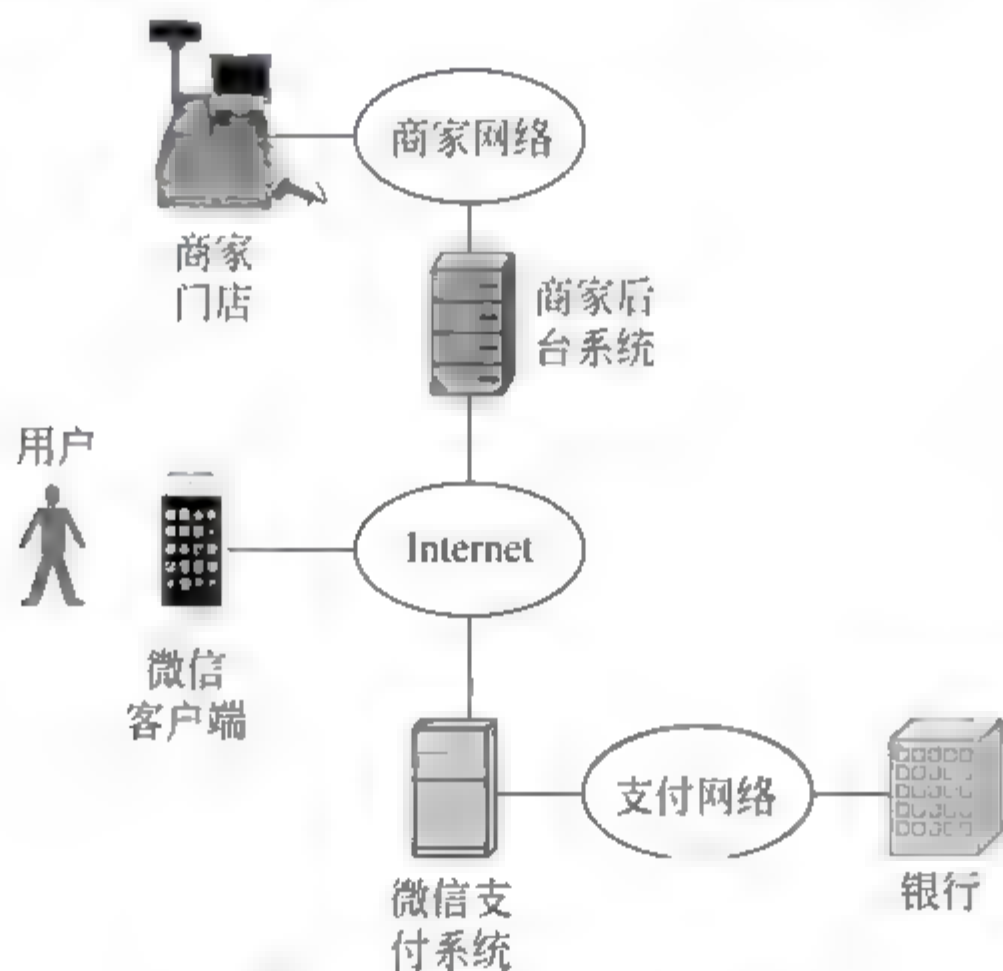 商家网络
商家
门店
商家后
台系统
用户
Internet
微信
客户端
支付网络
微信支
付系统
银行